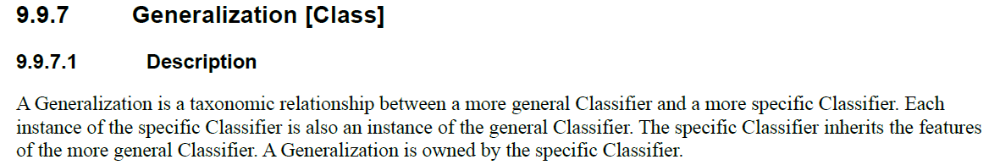 9.9.7 Generalization [Class]
9.9.7.1 Description
A Generalization is a taxonomic relationship between a more general Classifier and a more specific Classifier. Each
instance of the specific Classifier is also an instance of the general Classifier. The specific Classifier inherits the features
of the more general Classifier. A Generalization is owned by the specific Classifier.